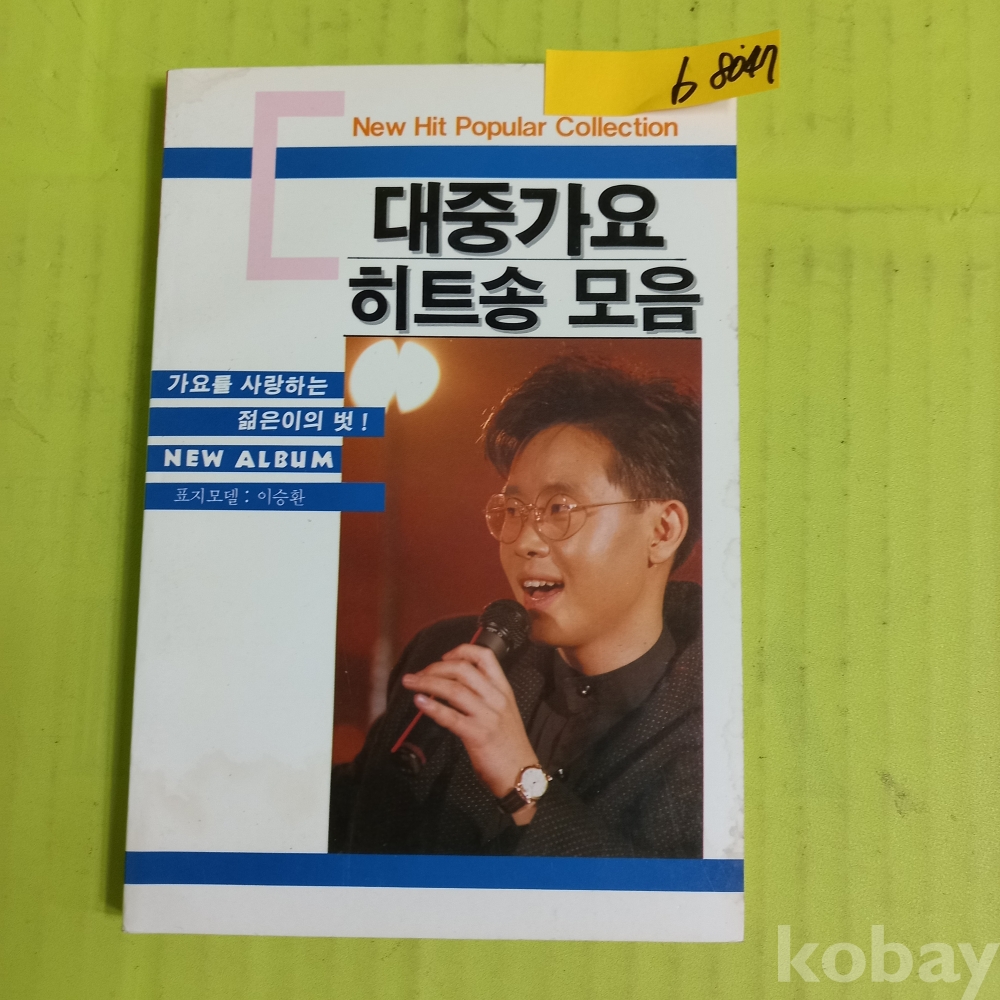 b 8047
New Hit Popular Collection
대중가요
히트송 모음
가요를 사랑하는
젊은이의 벗!
NEW ALBUM
표지모델 : 이승환
kobay